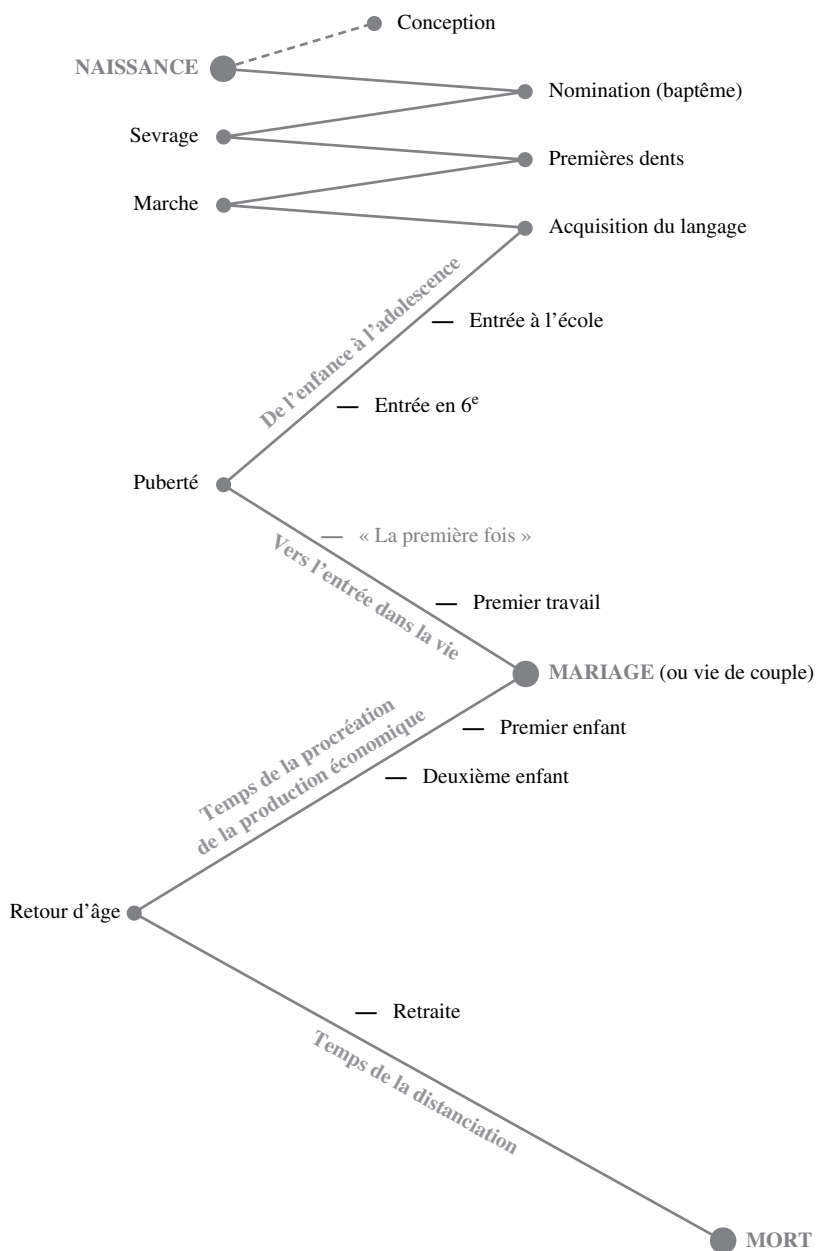 Conception
NAISSANCE
Nomination (baptême)
Sevrage
Premières dents
Marche
Acquisition du langage
De l’enfance à l’adolescence
Entrée à l’école
Entrée en 6e
Puberté
« La première fois »
Vers l’entrée dans la vie
Premier travail
MARIAGE (ou vie de couple)
Premier enfant
Temps de la procréation
de la production économique
Deuxième enfant
Retour d’âge
Retraite
Temps de la distanciation
MORT